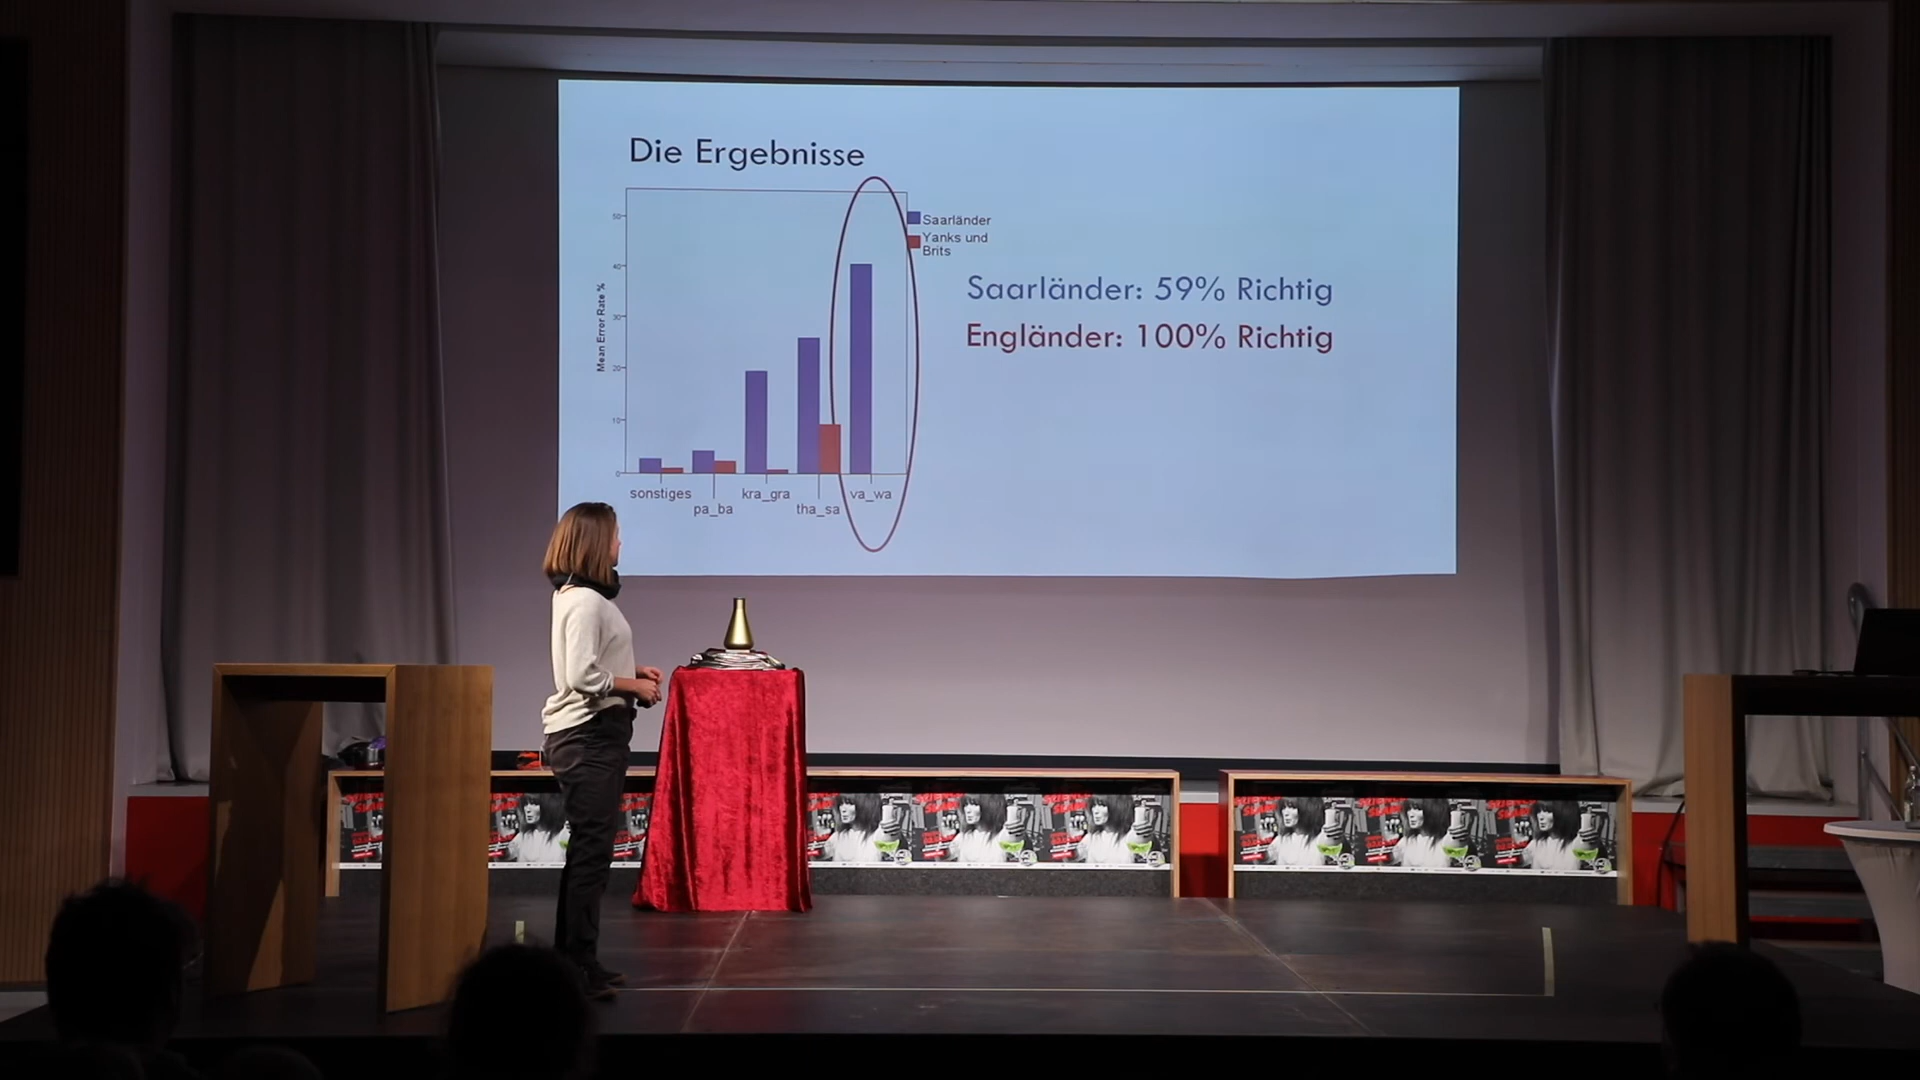 Die Ergebnisse
Saarländer
Yanks und
Brits
Mean Error Rate %
50
40
30
20
10
0
sonstiges
pa_ba
kra_gra
tha_sa
va_wa
Saarländer: 59% Richtig
Engländer: 100% Richtig